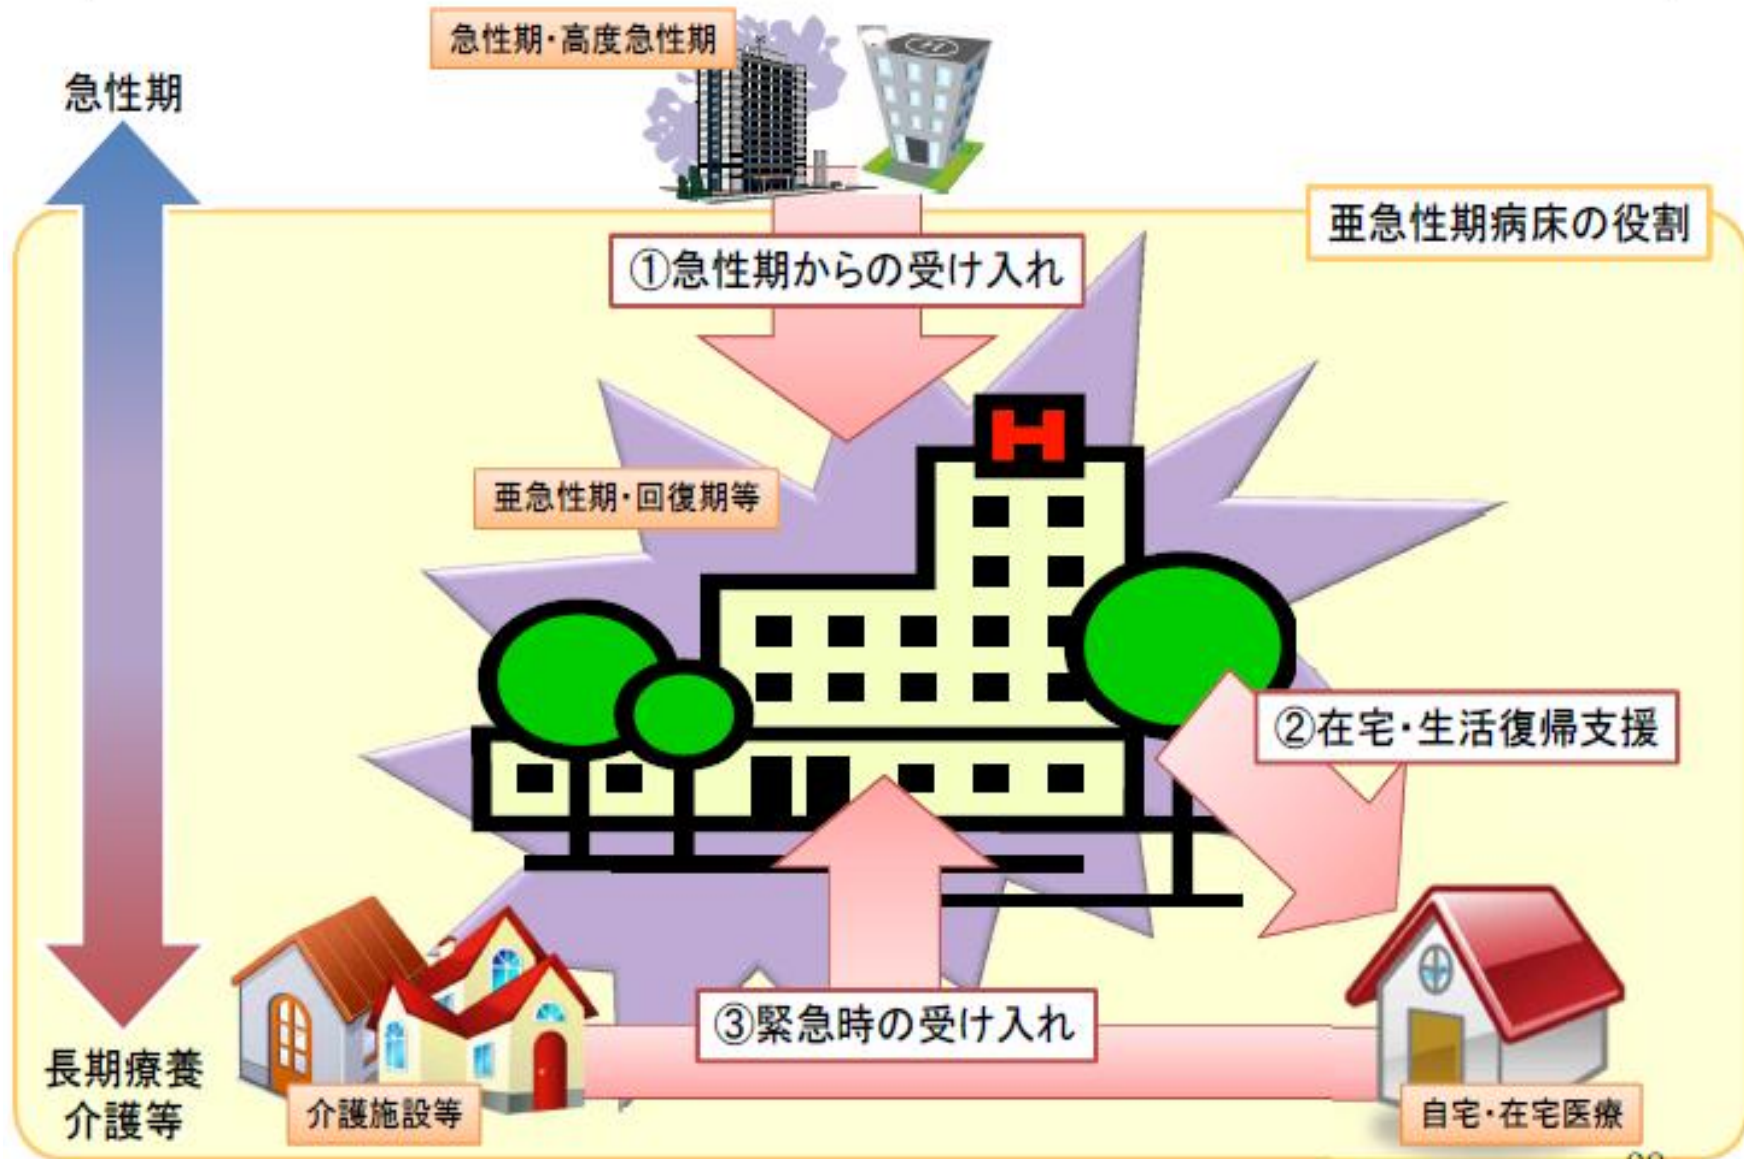 急性期・高度急性期
急性期
亜急性期病床の役割
①急性期からの受け入れ
H
亜急性期・回復期等
②在宅・生活復帰支援
③緊急時の受け入れ
長期療養
介護等
介護施設等
自宅・在宅医療